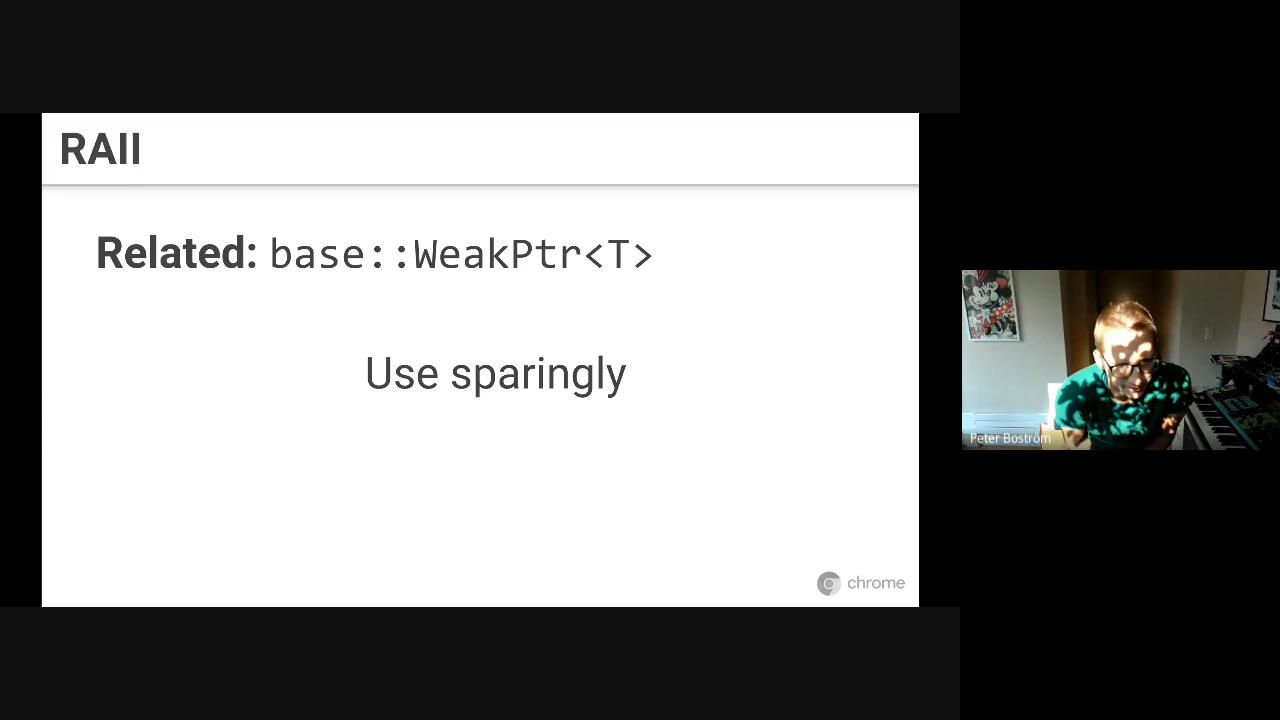 RAII
Related: base::WeakPtr<T>
Use sparingly
chrome
Peter Boström